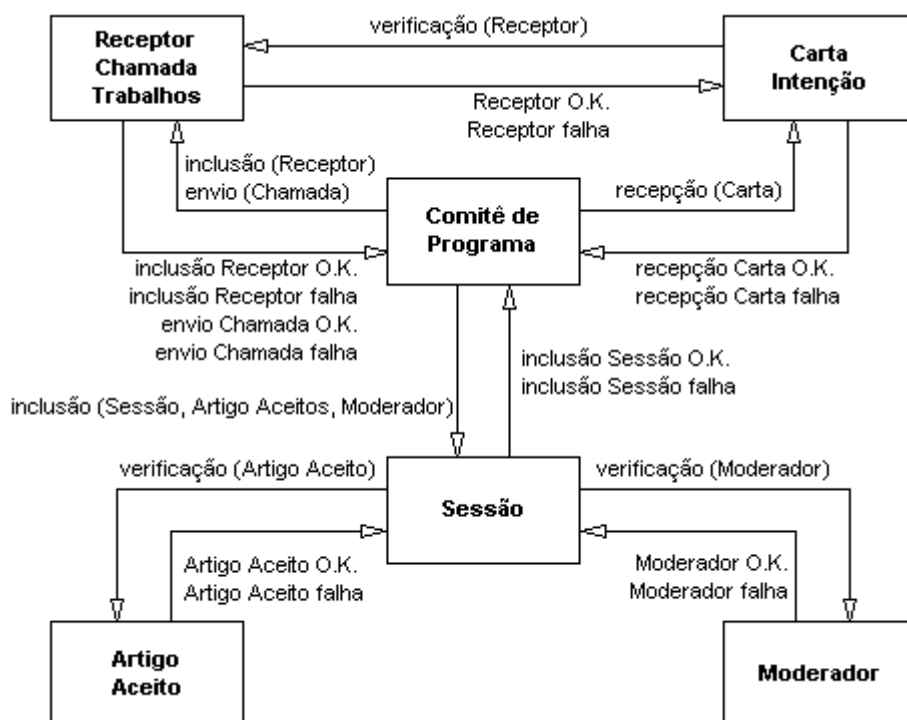 verificação (Receptor)
Receptor
Chamada
Trabalhos
Carta
Intenção
Receptor O.K.
Receptor falha
inclusão (Receptor)
envio (Chamada)
recepção (Carta)
Comitê de
Programa
inclusão Receptor O.K.
inclusão Receptor falha
envio Chamada O.K.
envio Chamada falha
recepção Carta O.K.
recepção Carta falha
inclusão Sessão O.K.
inclusão Sessão falha
inclusão (Sessão, Artigo Aceitos, Moderador)
verificação (Artigo Aceito)
verificação (Moderador)
Sessão
Artigo Aceito O.K.
Artigo Aceito falha
Moderador O.K.
Moderador falha
Artigo
Aceito
Moderador